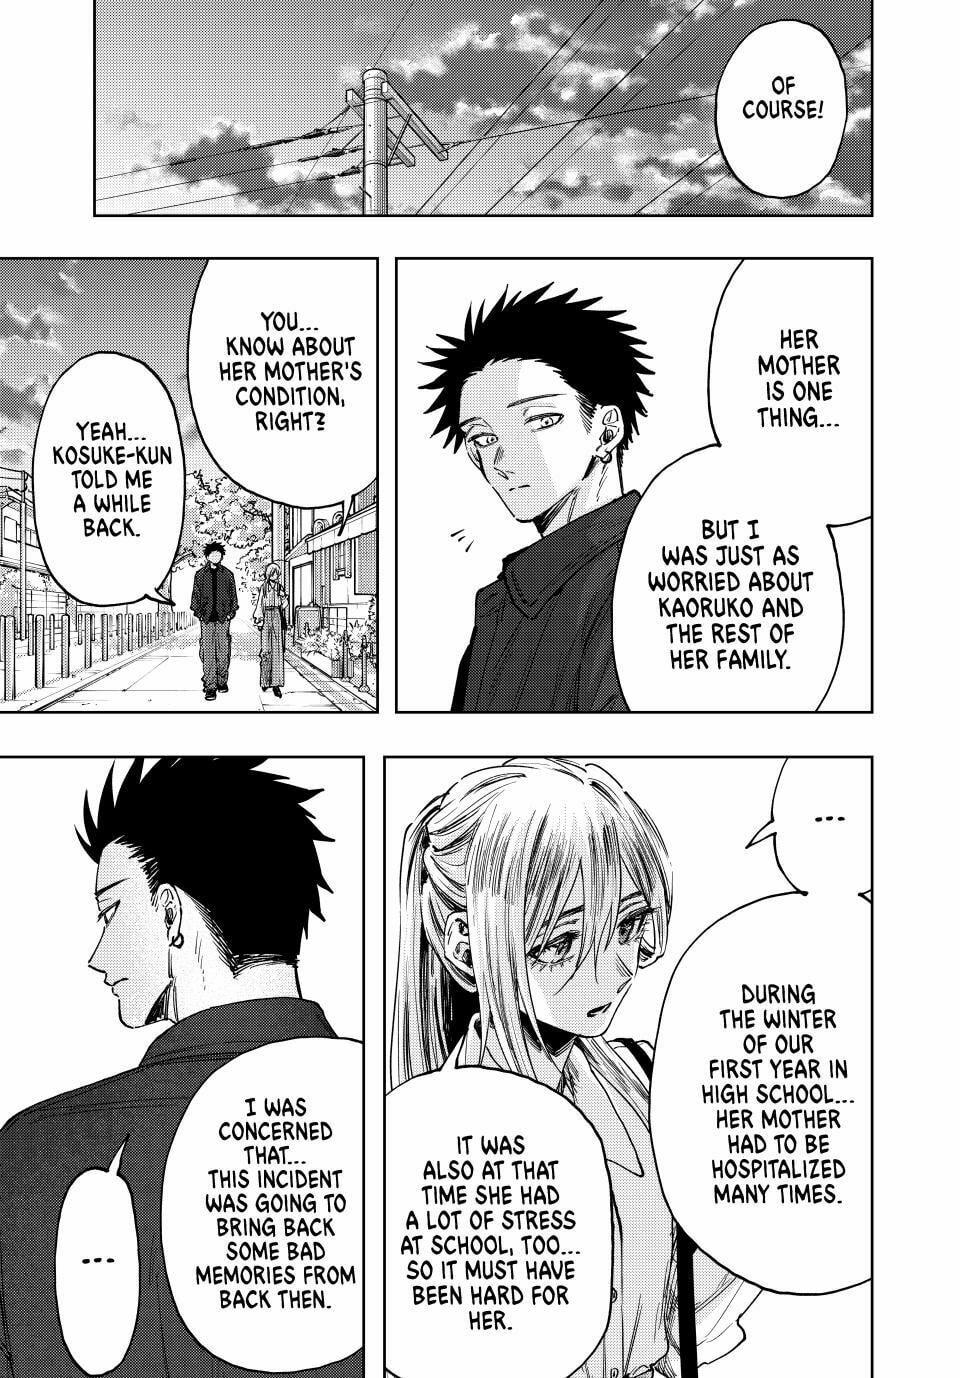 OF
COURSE!
HER
MOTHER
IS ONE
THING...
BUT I
WAS JUST AS
WORRIED ABOUT
KAORUKO AND
THE REST OF
HER FAMILY.
YOU...
KNOW ABOUT
HER MOTHER'S
CONDITION,
RIGHT?
YEAH...
KOSUKE-KUN
TOLD ME
A WHILE
BACK.
...
DURING
THE WINTER
OF OUR
FIRST YEAR IN
HIGH SCHOOL...
HER MOTHER
HAD TO BE
HOSPITALIZED
MANY TIMES.
IT WAS
ALSO AT THAT
TIME SHE HAD
A LOT OF STRESS
AT SCHOOL, TOO...
SO IT MUST HAVE
BEEN HARD FOR
HER.
I WAS
CONCERNED
THAT...
THIS INCIDENT
WAS GOING TO
BRING BACK
SOME BAD
MEMORIES FROM
BACK THEN.
...